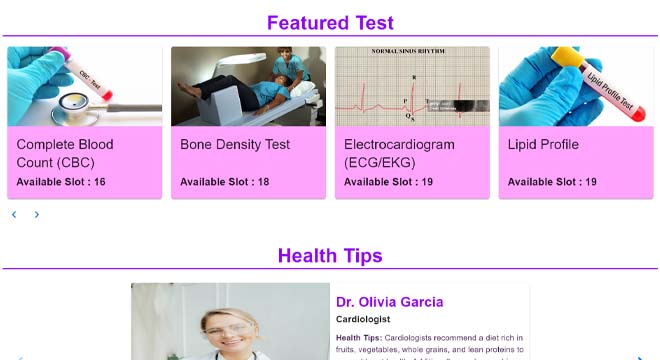 Featured Test
CBC - Test
NORMAL SINUS RHYTHM
R
P
T
Q
S
Lipid Profile Test
Complete Blood
Count (CBC)
Available Slot : 16
Bone Density Test
Available Slot : 18
Electrocardiogram
(ECG/EKG)
Available Slot : 19
Lipid Profile
Available Slot : 19
Health Tips
Dr. Olivia Garcia
Cardiologist
Health Tips: Cardiologists recommend a diet rich in
fruits, vegetables, whole grains, and lean proteins to